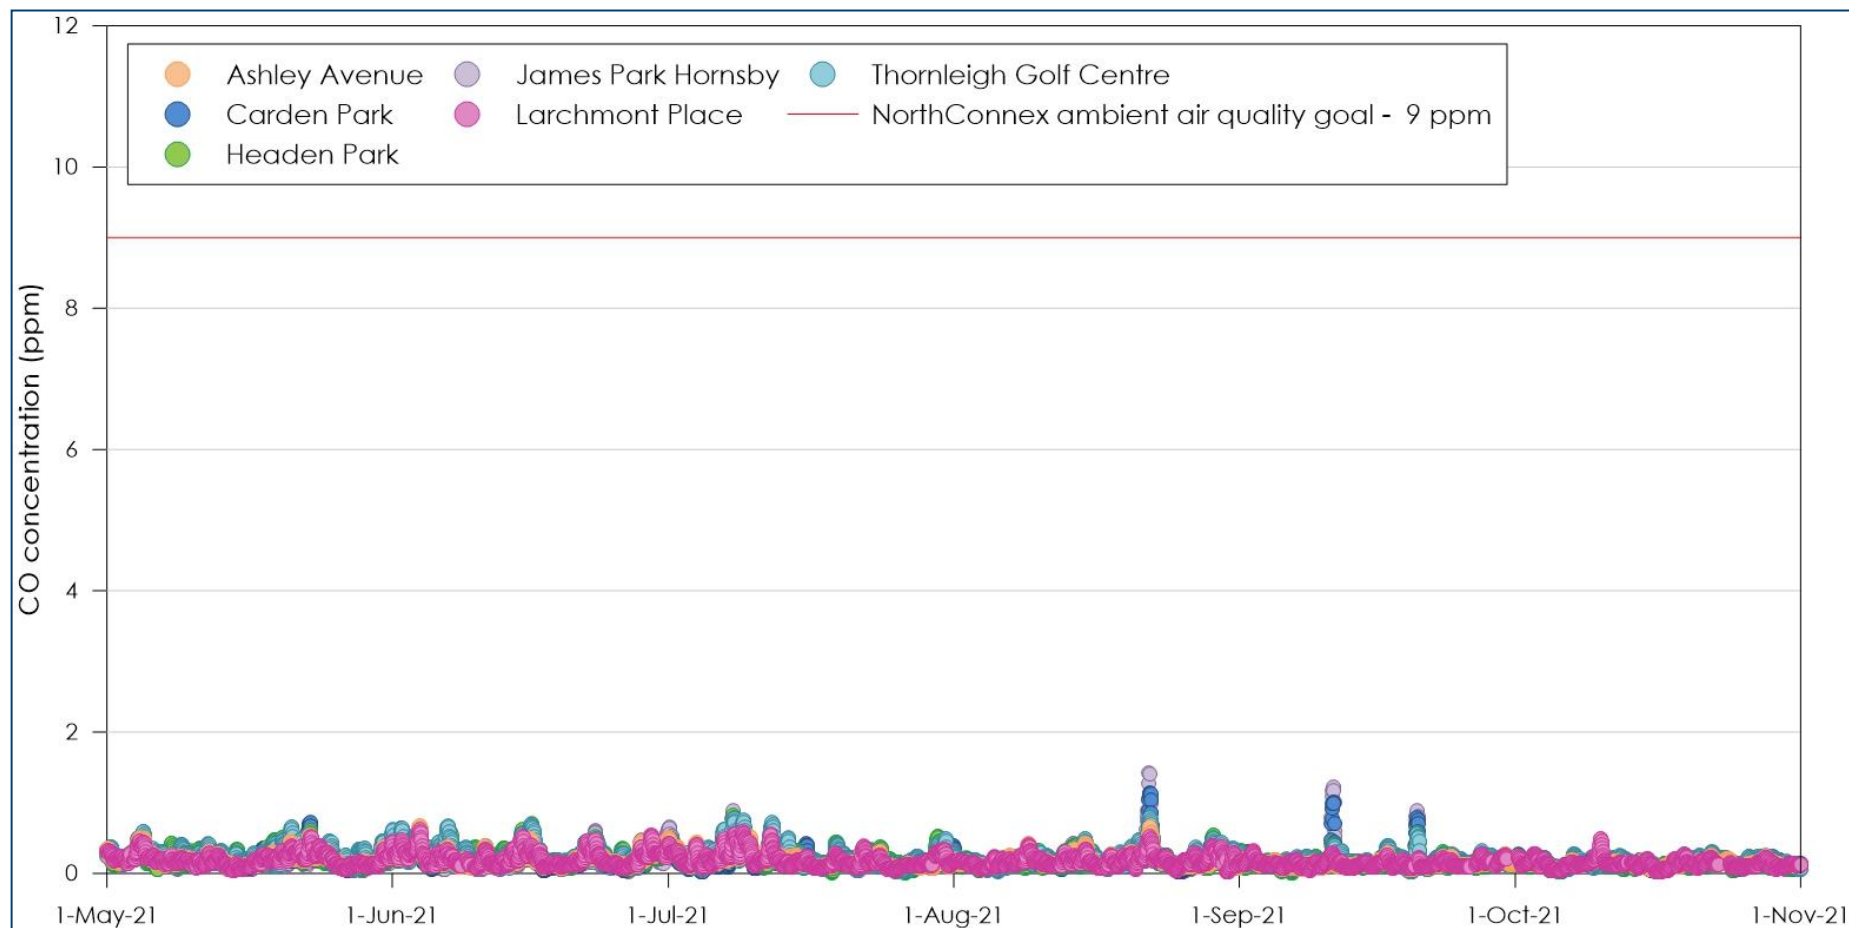 12
10
8
6
4
2
0
CO concentration (ppm)
Ashley Avenue
Carden Park
Headen Park
James Park Hornsby
Larchmont Place
Thornleigh Golf Centre
NorthConnex ambient air quality goal - 9 ppm
1-May-21
1-Jun-21
1-Jul-21
1-Aug-21
1-Sep-21
1-Oct-21
1-Nov-21